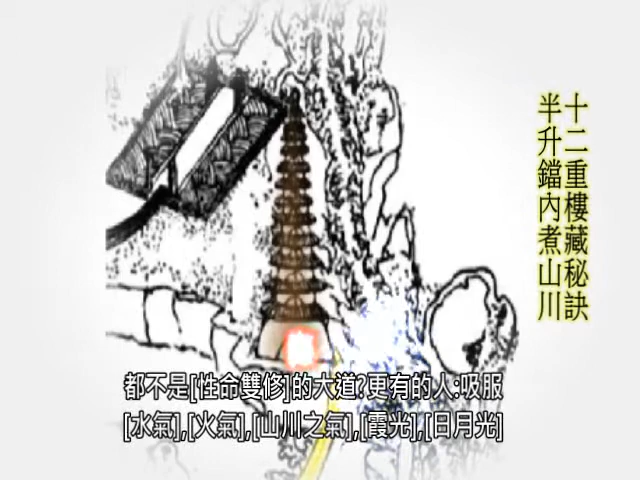 十二重樓藏秘訣
半升鐺內煮山川
都不是[性命雙修]的大道?更有的人:吸服
[水氣],[火氣],[山川之氣],[霞光],[日月光]